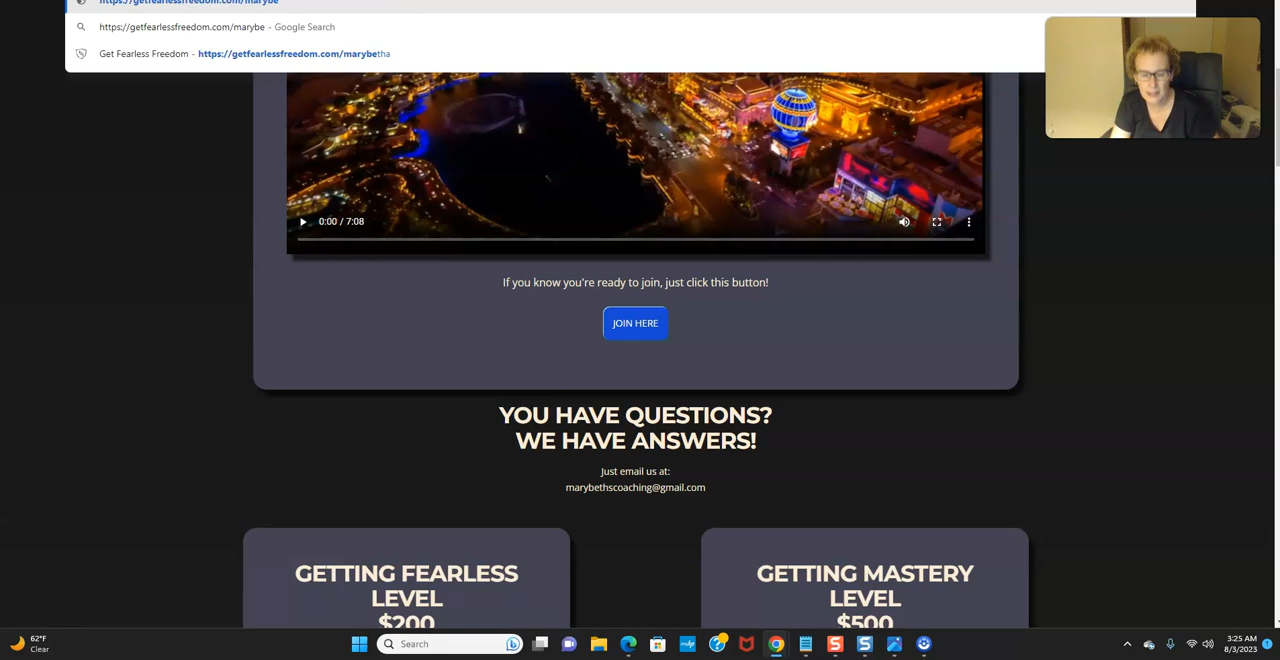 https://getfearlessfreedom.com/marybe
https://getfearlessfreedom.com/marybe - Google Search
Get Fearless Freedom - https://getfearlessfreedom.com/marybetha
0:00 / 7:08
If you know you're ready to join, just click this button!
JOIN HERE
YOU HAVE QUESTIONS?
WE HAVE ANSWERS!
Just email us at:
marybethscoaching@gmail.com
GETTING FEARLESS
LEVEL
$200
GETTING MASTERY
LEVEL
$500
62°F
Clear
Search
3:25 AM
8/3/2023